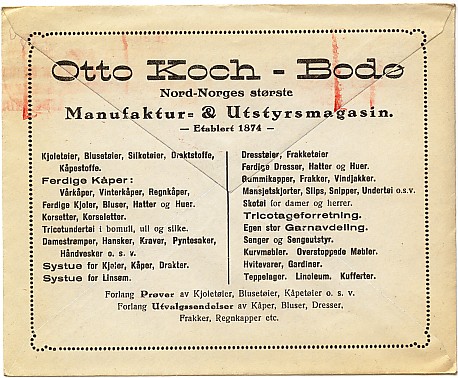 Otto Koch - Bodø
Nord-Norges største
Manufaktur- & Utstyrsmagasin.
— Etablert 1874 —
Kjoletøier, Blusetøier, Silketøier, Draktstoffe,
Kåpestoffe.
Ferdige Kåper:
Vårkåper, Vinterkåper, Regnkåper,
Ferdige Kjoler, Bluser, Hatter og Huer.
Korsetter, Korseletter.
Tricotundertøi i bomull, ull og silke.
Damestrømper, Hansker, Kraver, Pyntesaker,
Håndvesker o. s. v.
Systue for Kjoler, Kåper, Drakter.
Systue for Linsøm.
Dresstøier, Frakketøier
Ferdige Dresser, Hatter og Huer.
Gummikapper, Frakker, Vindjakker.
Mansjetskjorter, Slips, Snipper, Undertøi o.s.v.
Skotøi for damer og herrer.
Tricotageforretning.
Egen stor Garnavdeling.
Senger og Sengeutstyr.
Kurvmøbler. Overstoppede Møbler.
Hvitevarer, Gardiner.
Teppelager. Linoleum. Kufferter.
Forlang Prøver av Kjoletøier, Blusetøier, Kåpetøier o. s. v.
Forlang Utvalgssendelser av Kåper, Bluser, Dresser,
Frakker, Regnkapper etc.